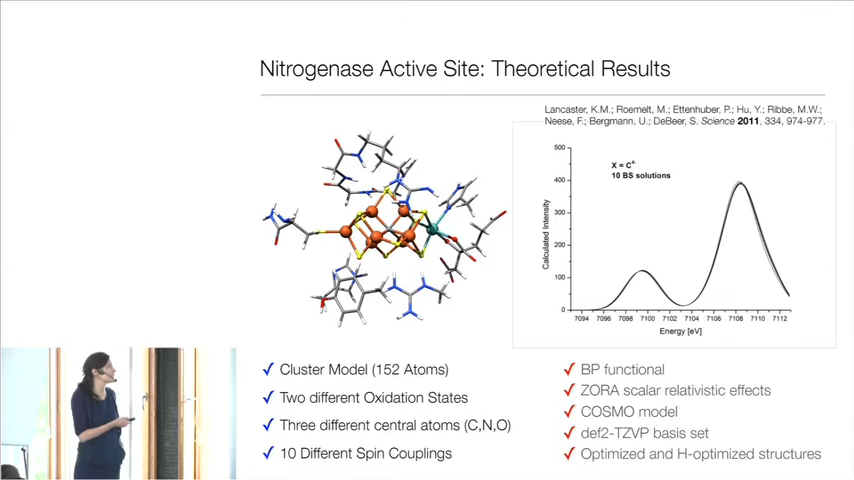 Nitrogenase Active Site: Theoretical Results
Lancaster, K.M.; Roemelt, M.; Ettenhuber, P.; Hu, Y.; Ribbe, M.W.;
Neese, F.; Bergmann, U.; DeBeer, S. Science 2011, 334, 974-977.
X = C4-
10 BS solutions
500
400
300
200
100
0
Calculated Intensity
7094 7096 7098 7100 7102 7104 7106 7108 7110 7112
Energy [eV]
✓ Cluster Model (152 Atoms)
✓ Two different Oxidation States
✓ Three different central atoms (C,N,O)
✓ 10 Different Spin Couplings
✓ BP functional
✓ ZORA scalar relativistic effects
✓ COSMO model
✓ def2-TZVP basis set
✓ Optimized and H-optimized structures